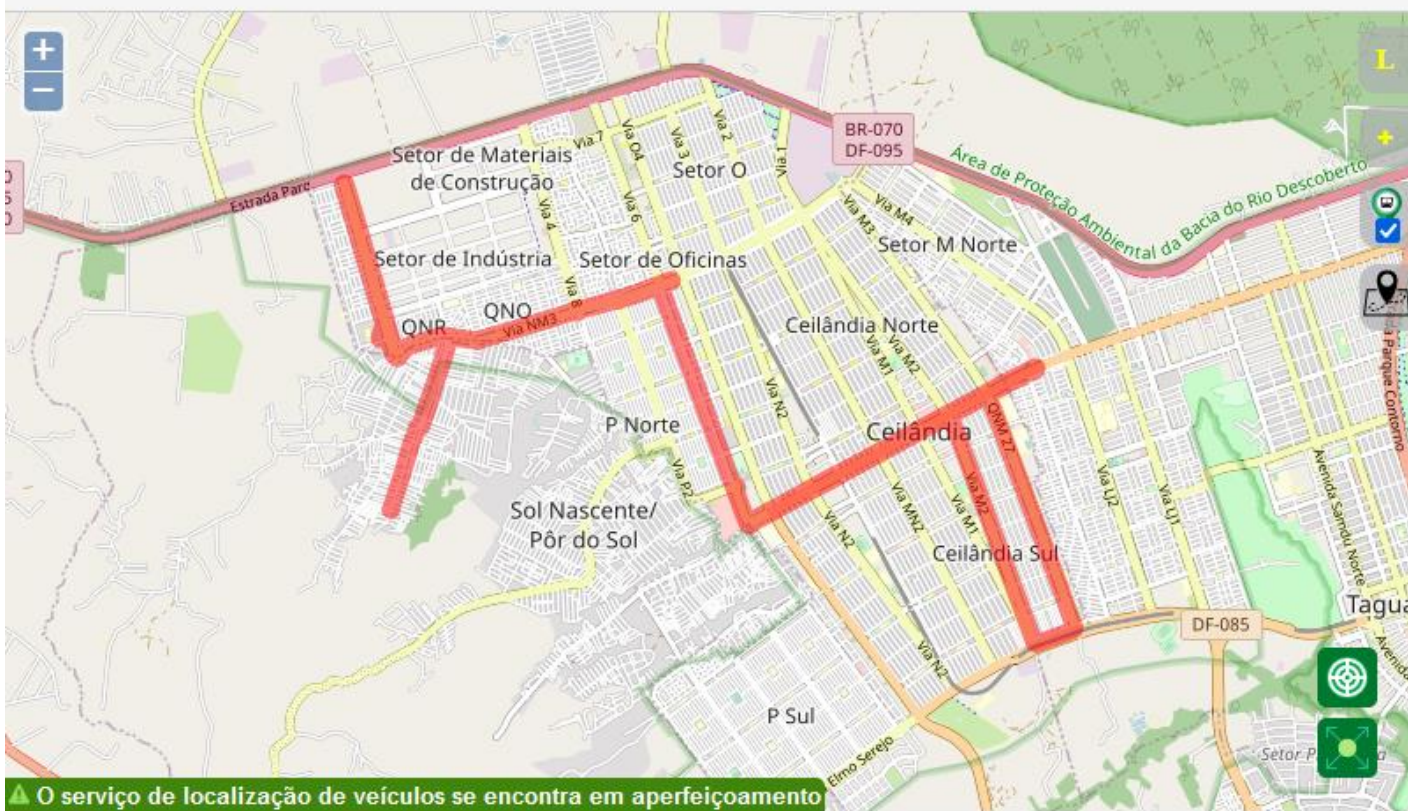 +
−
L
+
BR-070
DF-095
Via 7
Via O4
Via 3
Via 2
Via 1
Setor de Materiais
de Construção
Setor O
Área de Proteção Ambiental da Bacia do Rio Descoberto
Estrada Parq
Via 4
Via 6
Via M3
Via M4
Setor M Norte
Setor de Indústria
Setor de Oficinas
Via 8
QNQ
QNR
Via NM3
Ceilândia Norte
Via M1
Via M2
Via N2
Parque Contorno
P Norte
Ceilândia
QNM 27
Via P2
Sol Nascente/
Pôr do Sol
Via N2
Via MN2
Via M1
Via M2
Via LJ2
Via LJ1
Avenida Samdu Norte
Ceilândia Sul
Tagua
DF-085
Avenida
Via N2
P Sul
Elmo Serejo
Setor P
a
O serviço de localização de veículos se encontra em aperfeiçoamento